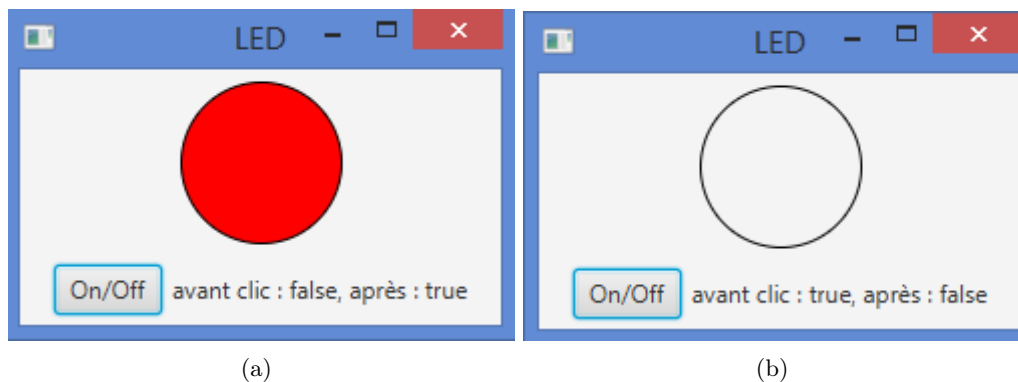 LED
LED
On/Off avant clic : false, après : true
On/Off avant clic : true, après : false
(a)
(b)